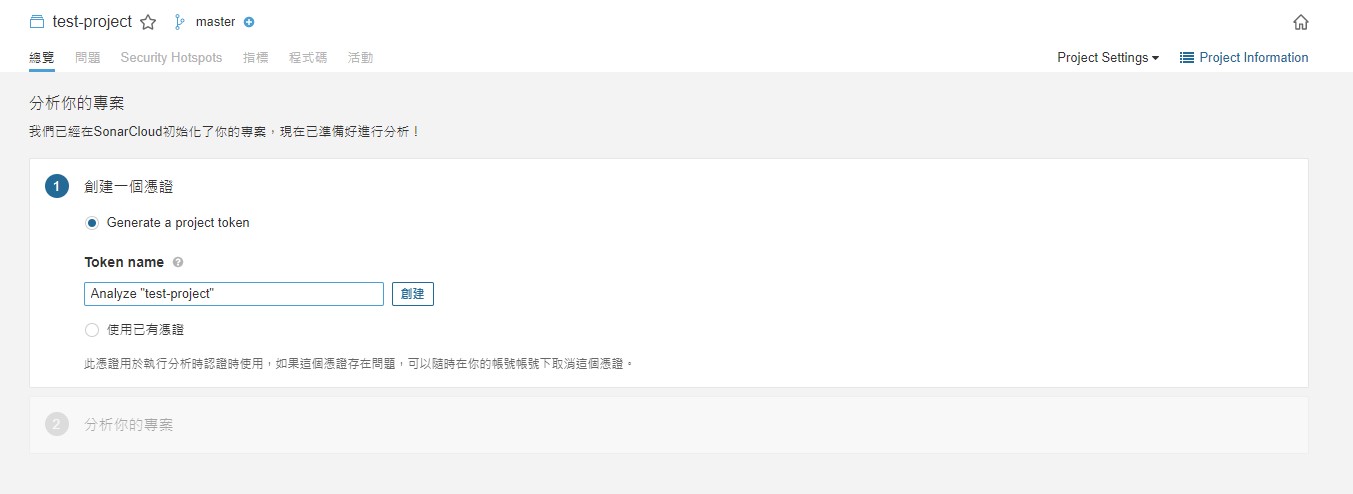 test-project master
總覽 問題 Security Hotspots 指標 程式碼 活動 Project Settings Project Information
分析你的專案
我們已經在SonarCloud初始化了你的專案，現在已準備好進行分析！
1 創建一個憑證
Generate a project token
Token name ?
Analyze "test-project" 創建
使用已有憑證
此憑證用於執行分析時認證時使用，如果這個憑證存在問題，可以隨時在你的帳號帳號下取消這個憑證。
2 分析你的專案